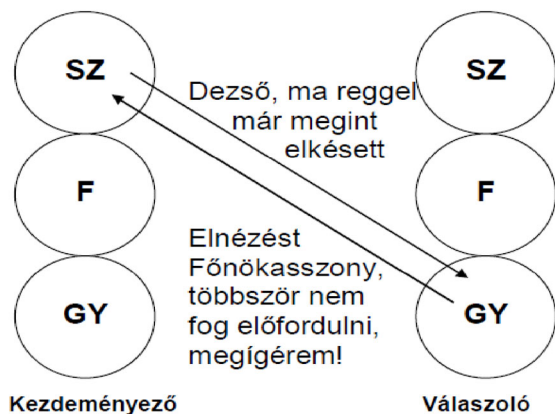 SZ
SZ
Dezső, ma reggel
már megint
elkésett
F
F
Elnézést
Főnökasszony,
többször nem
fog előfordulni,
megígérem!
GY
GY
Kezdeményező
Válaszoló